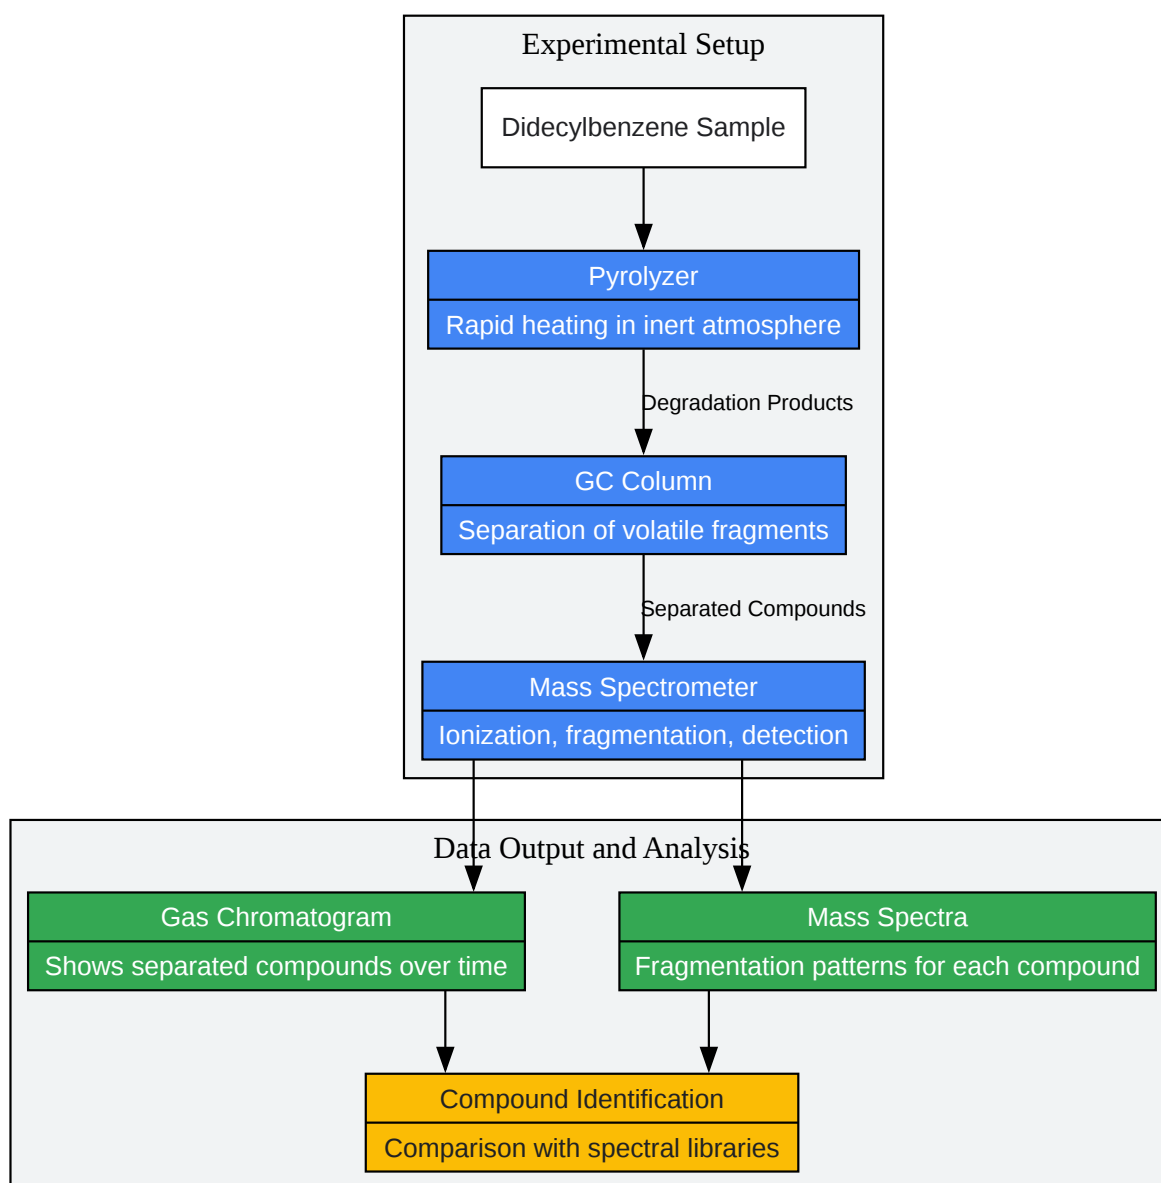 Experimental Setup
Didecylbenzene Sample
Pyrolyzer
Rapid heating in inert atmosphere
Degradation Products
GC Column
Separation of volatile fragments
Separated Compounds
Mass Spectrometer
Ionization, fragmentation, detection
Data Output and Analysis
Gas Chromatogram
Shows separated compounds over time
Mass Spectra
Fragmentation patterns for each compound
Compound Identification
Comparison with spectral libraries